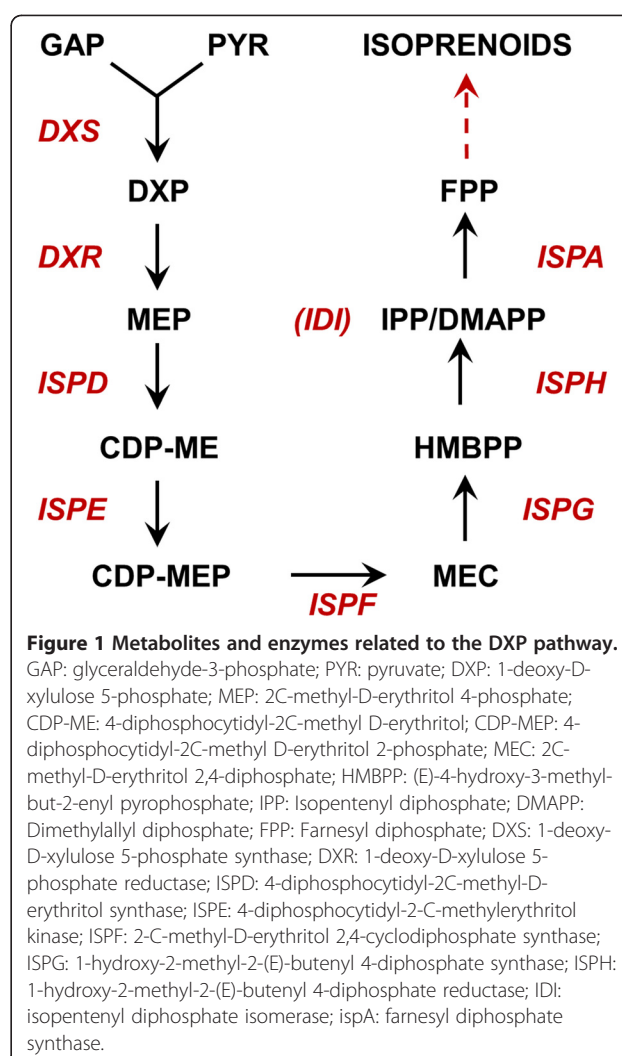 GAP PYR ISOPRENOIDS
DXS
DXP FPP
DXR ISPA
MEP (IDI) IPP/DMAPP
ISPD ISPH
CDP-ME HMBPP
ISPE ISPG
CDP-MEP MEC
ISPF
Figure 1 Metabolites and enzymes related to the DXP pathway.
GAP: glyceraldehyde-3-phosphate; PYR: pyruvate; DXP: 1-deoxy-D-
xylulose 5-phosphate; MEP: 2C-methyl-D-erythritol 4-phosphate;
CDP-ME: 4-diphosphocytidyl-2C-methyl D-erythritol; CDP-MEP: 4-
diphosphocytidyl-2C-methyl D-erythritol 2-phosphate; MEC: 2C-
methyl-D-erythritol 2,4-diphosphate; HMBPP: (E)-4-hydroxy-3-methyl-
but-2-enyl pyrophosphate; IPP: Isopentenyl diphosphate; DMAPP:
Dimethylallyl diphosphate; FPP: Farnesyl diphosphate; DXS: 1-deoxy-
D-xylulose 5-phosphate synthase; DXR: 1-deoxy-D-xylulose 5-
phosphate reductase; ISPD: 4-diphosphocytidyl-2C-methyl-D-
erythritol synthase; ISPE: 4-diphosphocytidyl-2-C-methylerythritol
kinase; ISPF: 2-C-methyl-D-erythritol 2,4-cyclodiphosphate synthase;
ISPG: 1-hydroxy-2-methyl-2-(E)-butenyl 4-diphosphate synthase; ISPH:
1-hydroxy-2-methyl-2-(E)-butenyl 4-diphosphate reductase; IDI:
isopentenyl diphosphate isomerase; ispA: farnesyl diphosphate
synthase.